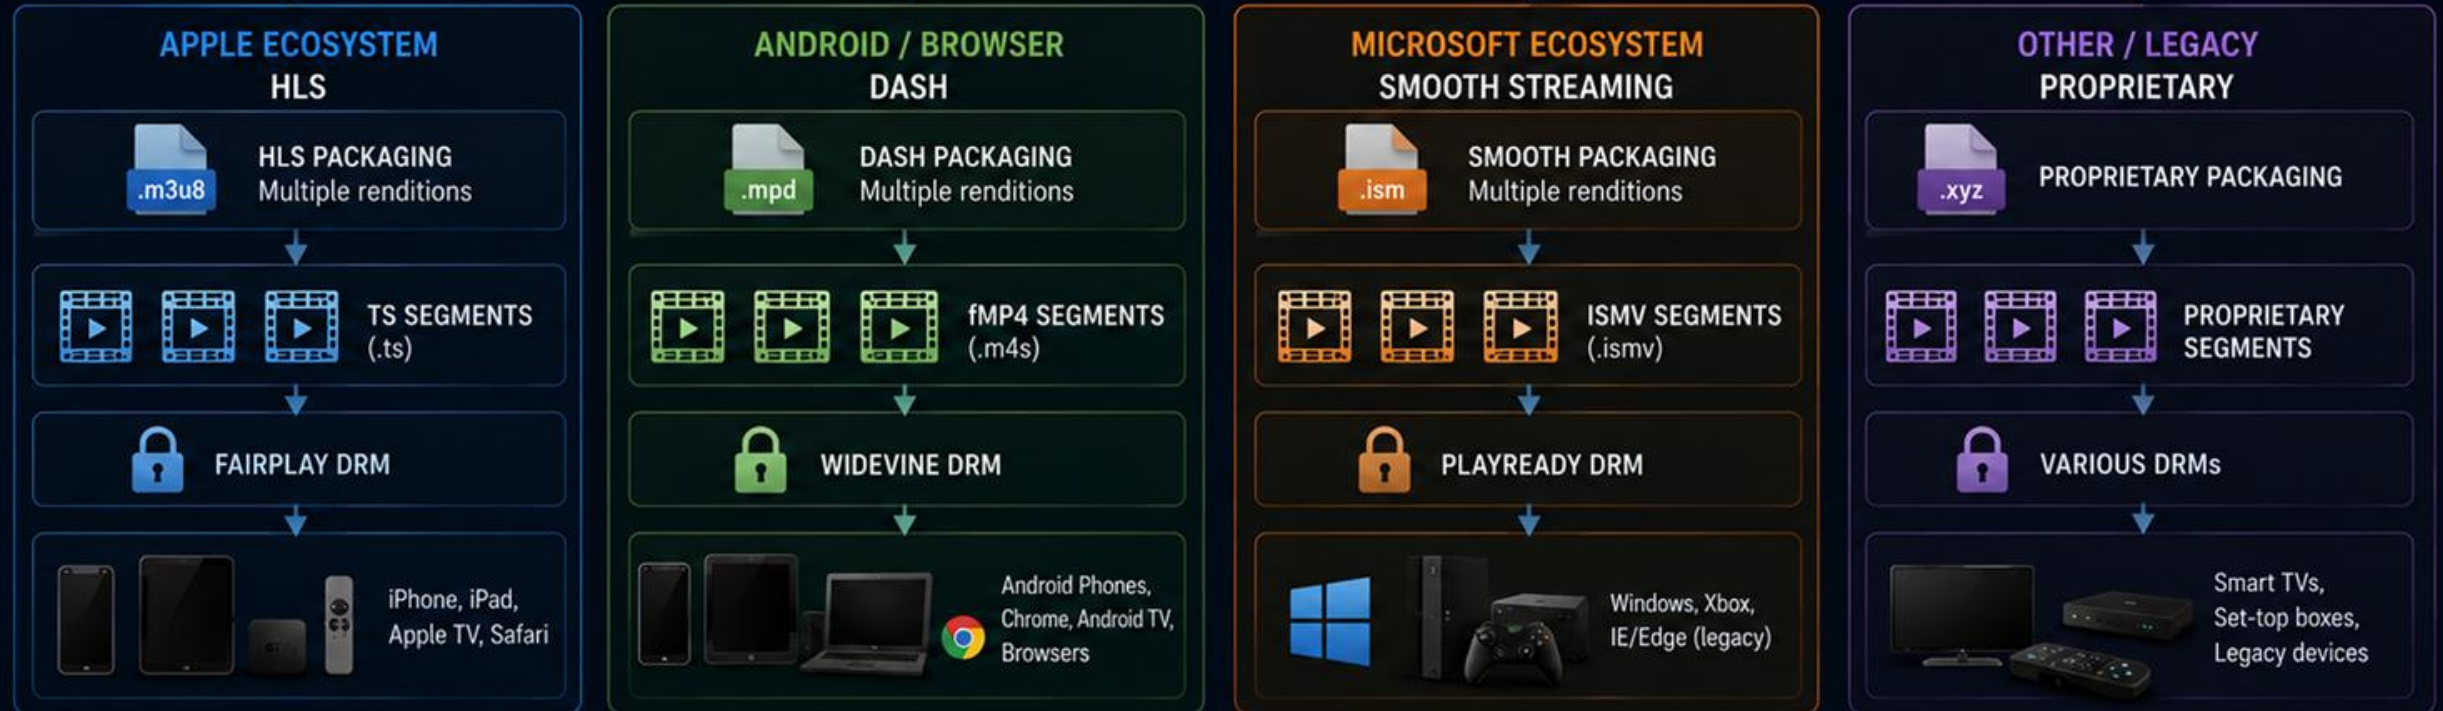 APPLE ECOSYSTEM
HLS
.m3u8
HLS PACKAGING
Multiple renditions
TS SEGMENTS
(.ts)
FAIRPLAY DRM
iPhone, iPad,
Apple TV, Safari
ANDROID / BROWSER
DASH
.mpd
DASH PACKAGING
Multiple renditions
fMP4 SEGMENTS
(.m4s)
WIDEVINE DRM
Android Phones,
Chrome, Android TV,
Browsers
MICROSOFT ECOSYSTEM
SMOOTH STREAMING
.ism
SMOOTH PACKAGING
Multiple renditions
ISMV SEGMENTS
(.ismv)
PLAYREADY DRM
Windows, Xbox,
IE/Edge (legacy)
OTHER / LEGACY
PROPRIETARY
.xyz
PROPRIETARY PACKAGING
PROPRIETARY
SEGMENTS
VARIOUS DRMs
Smart TVs,
Set-top boxes,
Legacy devices